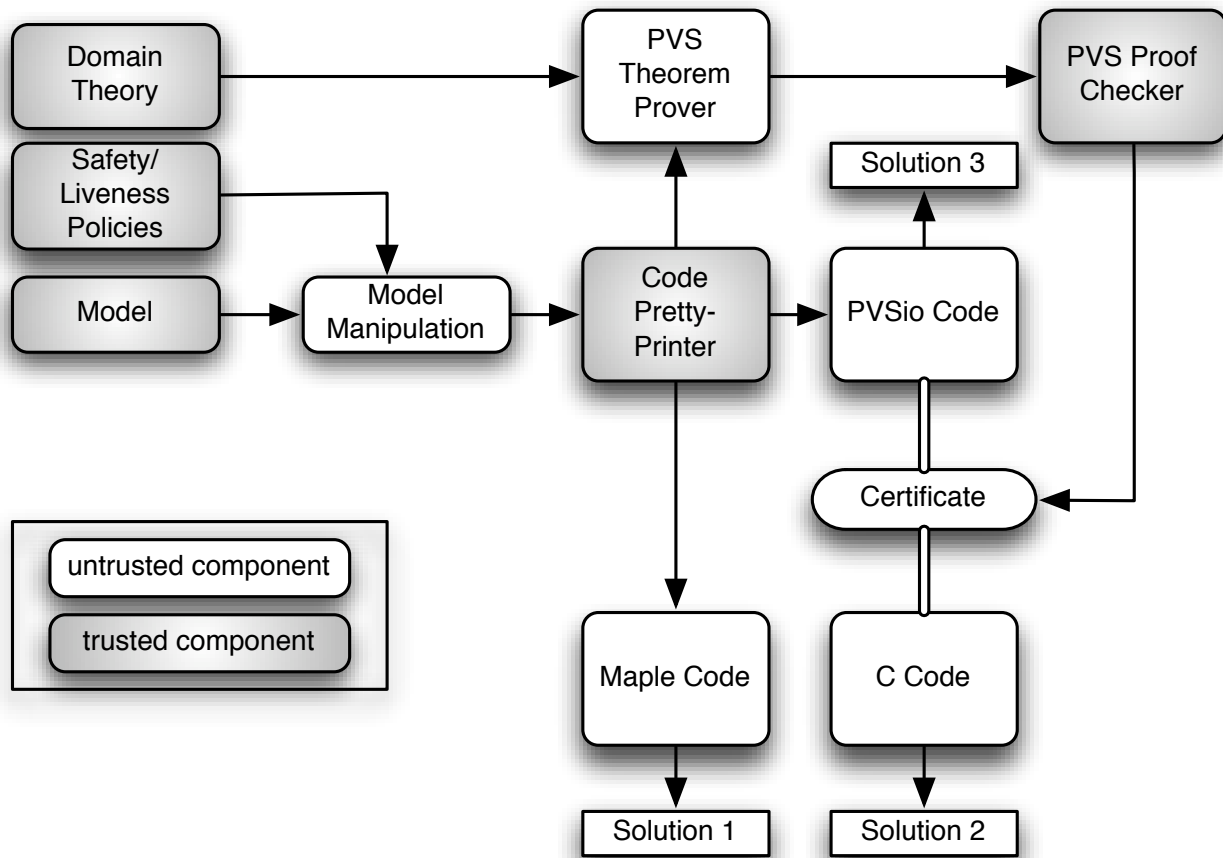 Domain
Theory
PVS
Theorem
Prover
PVS Proof
Checker
Safety/
Liveness
Policies
Solution 3
Model
Model
Manipulation
Code
Pretty-
Printer
PVSio Code
Certificate
untrusted component
trusted component
Maple Code
C Code
Solution 1
Solution 2